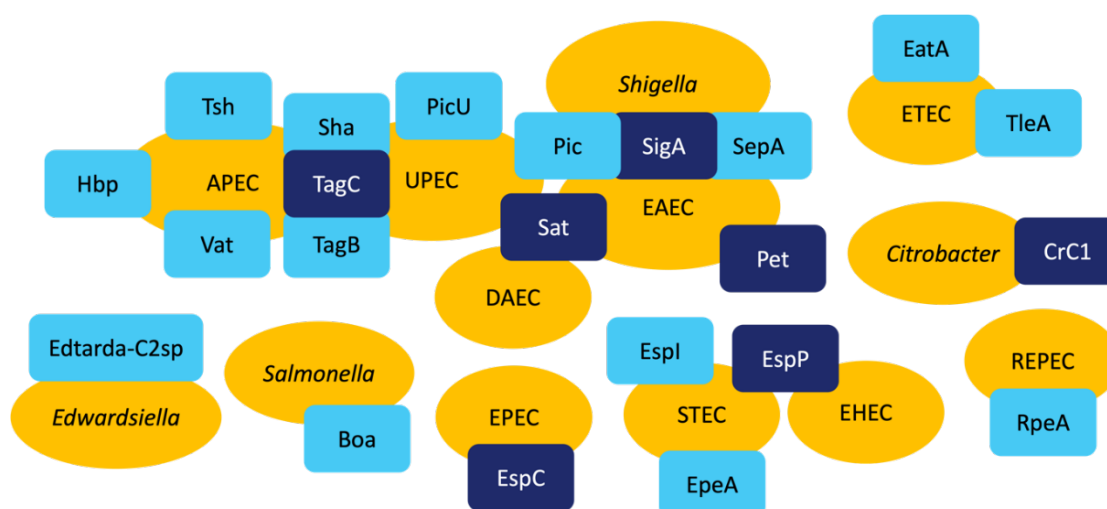 EatA
Shigella
Tsh
PicU
Sha
ETEC
TleA
Pic
SigA
SepA
Hbp
APEC
TagC
UPEC
EAEC
Sat
Vat
TagB
Pet
Citrobacter
CrC1
DAEC
Edtarda-C2sp
EspI
EspP
REPEC
Salmonella
Edwardsiella
EPEC
STEC
EHEC
RpeA
Boa
EspC
EpeA